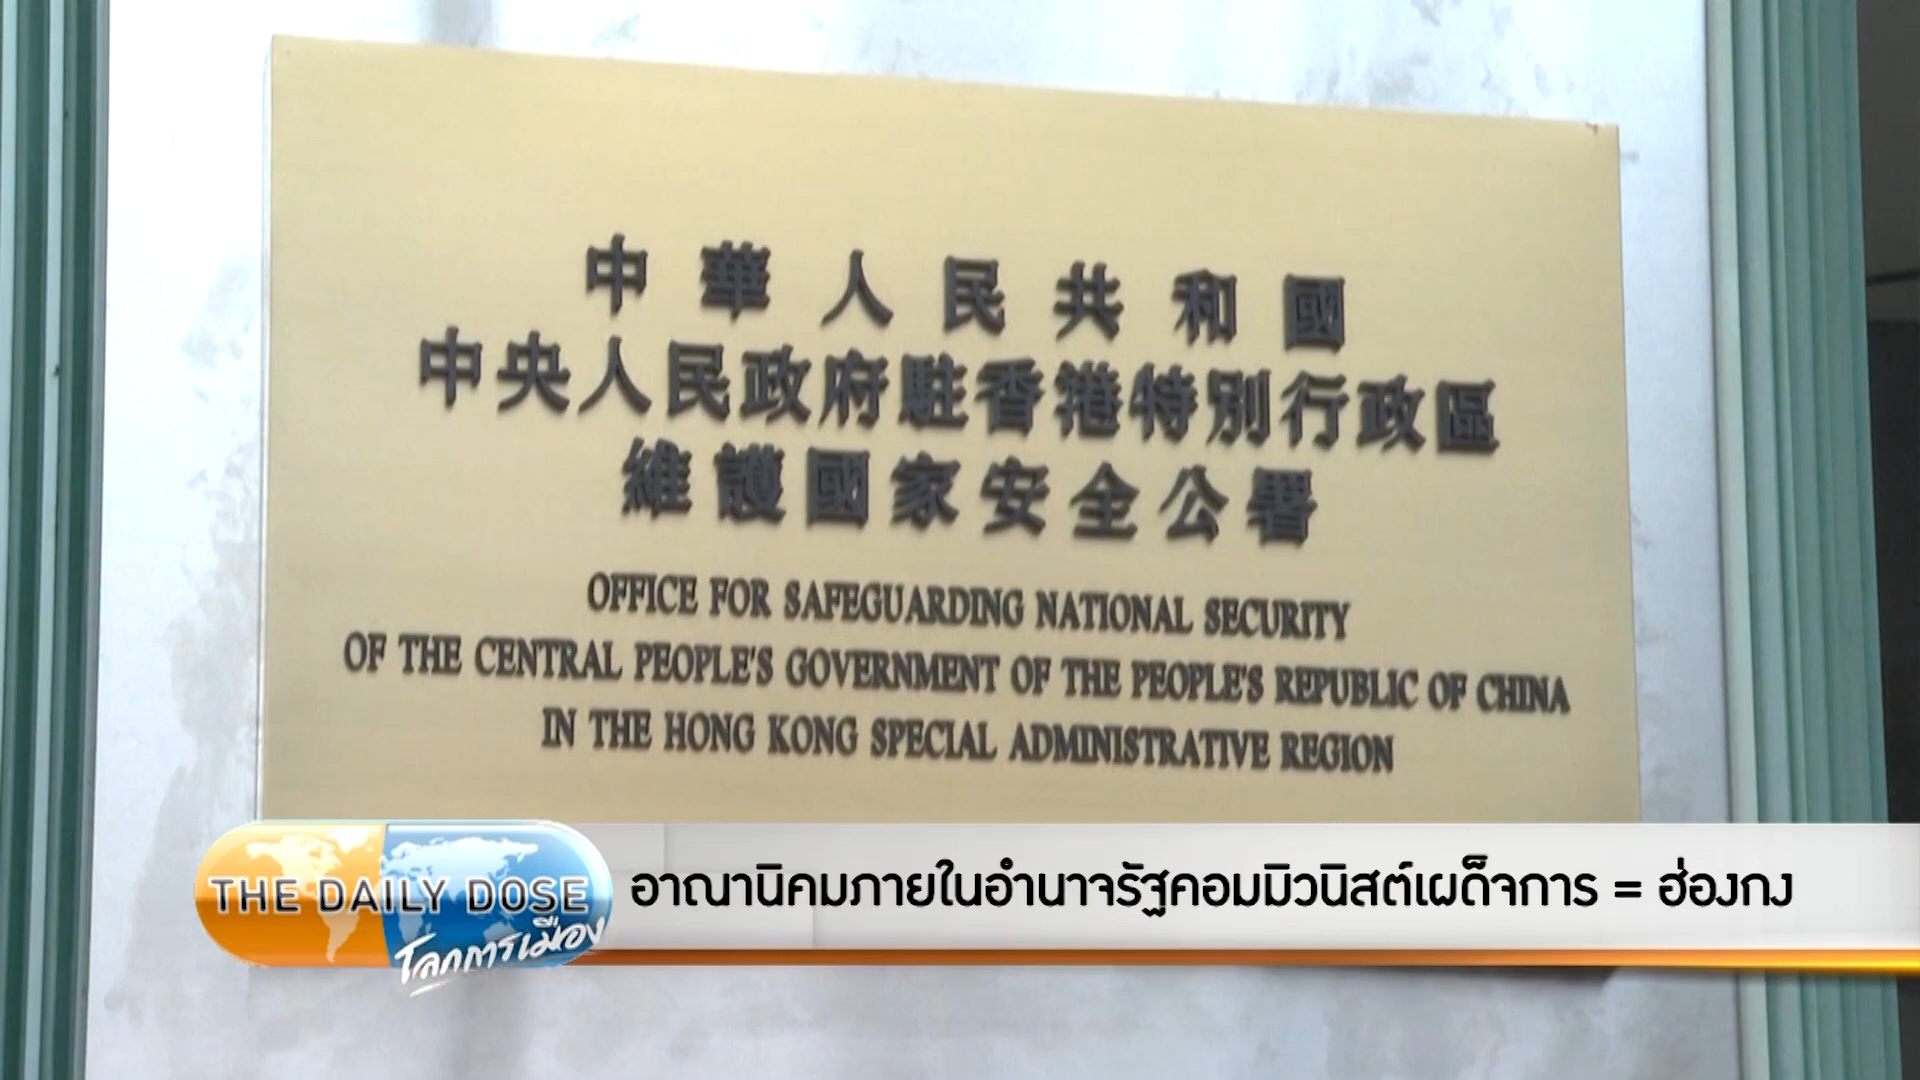 中華人民共和國
中央人民政府駐香港特別行政區
維護國家安全公署
OFFICE FOR SAFEGUARDING NATIONAL SECURITY
OF THE CENTRAL PEOPLE'S GOVERNMENT OF THE PEOPLE'S REPUBLIC OF CHINA
IN THE HONG KONG SPECIAL ADMINISTRATIVE REGION
THE DAILY DOSE
โลกการเมือง
อาณานิคมภายในอำนาจรัฐคอมมิวนิสต์เผด็จการ = ฮ่องกง